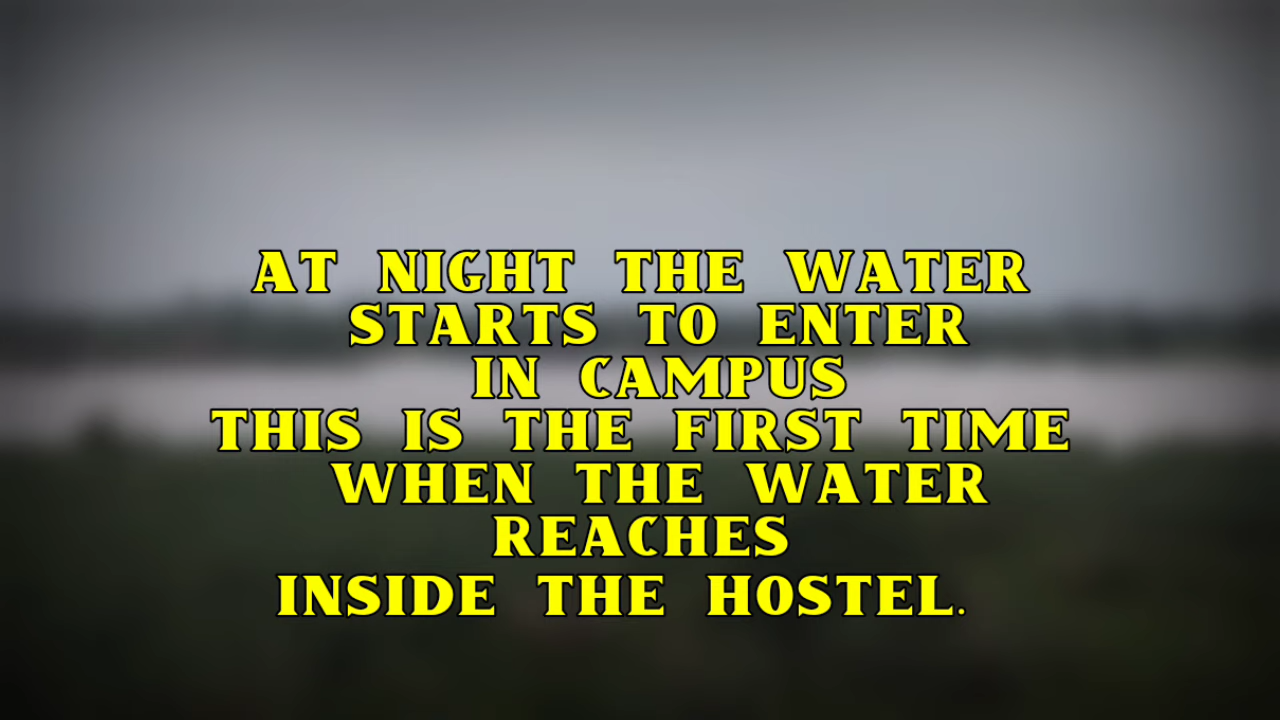 AT NIGHT THE WATER
STARTS TO ENTER
IN CAMPUS
THIS IS THE FIRST TIME
WHEN THE WATER
REACHES
INSIDE THE HOSTEL.